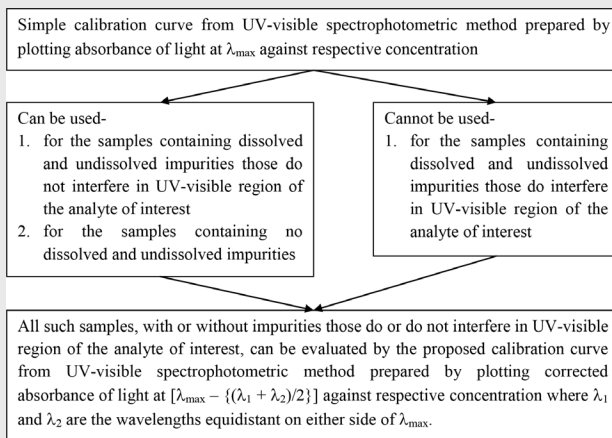 Simple calibration curve from UV-visible spectrophotometric method prepared by
plotting absorbance of light at λmax against respective concentration
Can be used-
1. for the samples containing dissolved
and undissolved impurities those do
not interfere in UV-visible region of
the analyte of interest
2. for the samples containing no
dissolved and undissolved impurities
Cannot be used-
1. for the samples containing
dissolved and undissolved
impurities those do interfere
in UV-visible region of the
analyte of interest
All such samples, with or without impurities those do or do not interfere in UV-visible
region of the analyte of interest, can be evaluated by the proposed calibration curve
from UV-visible spectrophotometric method prepared by plotting corrected
absorbance of light at [λmax – {(λ1 + λ2)/2}] against respective concentration where λ1
and λ2 are the wavelengths equidistant on either side of λmax.